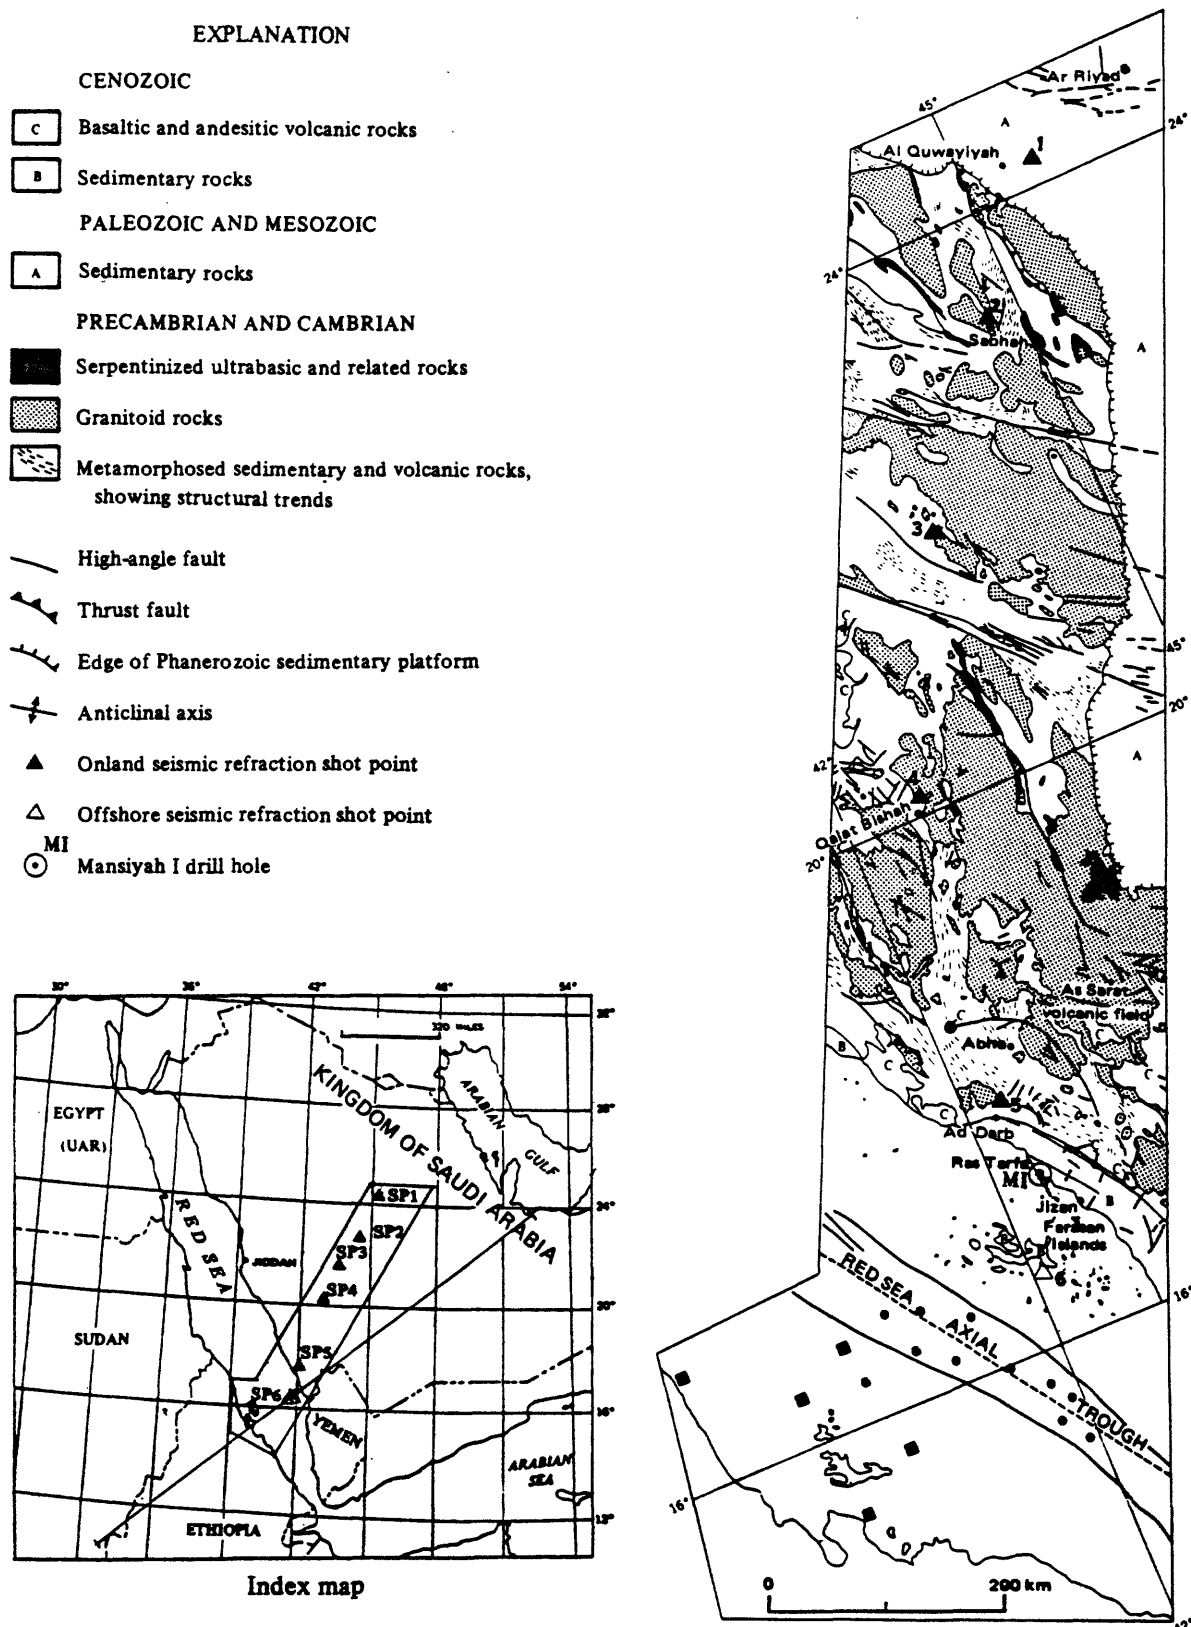 EXPLANATION
CENOZOIC
C
Basaltic and andesitic volcanic rocks
B
Sedimentary rocks
PALEOZOIC AND MESOZOIC
A
Sedimentary rocks
PRECAMBRIAN AND CAMBRIAN
Serpentinized ultrabasic and related rocks
Granitoid rocks
Metamorphosed sedimentary and volcanic rocks,
showing structural trends
High-angle fault
Thrust fault
Edge of Phanerozoic sedimentary platform
Anticlinal axis
Onland seismic refraction shot point
Offshore seismic refraction shot point
MI
Mansiyah I drill hole
30°
36°
42°
48°
54°
320 MILES
KINGDOM OF SAUDI ARABIA
ARABIAN
GULF
EGYPT
(UAR)
RED SEA
JIDDAH
SP1
24°
SP2
SP3
SP4
20°
SUDAN
SP5
SP6
16°
YEMEN
ARABIAN
SEA
ETHIOPIA
Index map
Ar Riyad
45°
A
24°
1
Al Quwayiyah
24°
2
Sabhah
A
3
C
C
45°
20°
A
42°
4
Qalat Bishah
20°
As Sarat
volcanic field
C
Abha
B
C
C
C
C
5
Ad Darb
Ras Tarfa
MI
B
Jizan
Farasan
Islands
6
16°
RED SEA
AXIAL
TROUGH
16°
0
200 km
42°